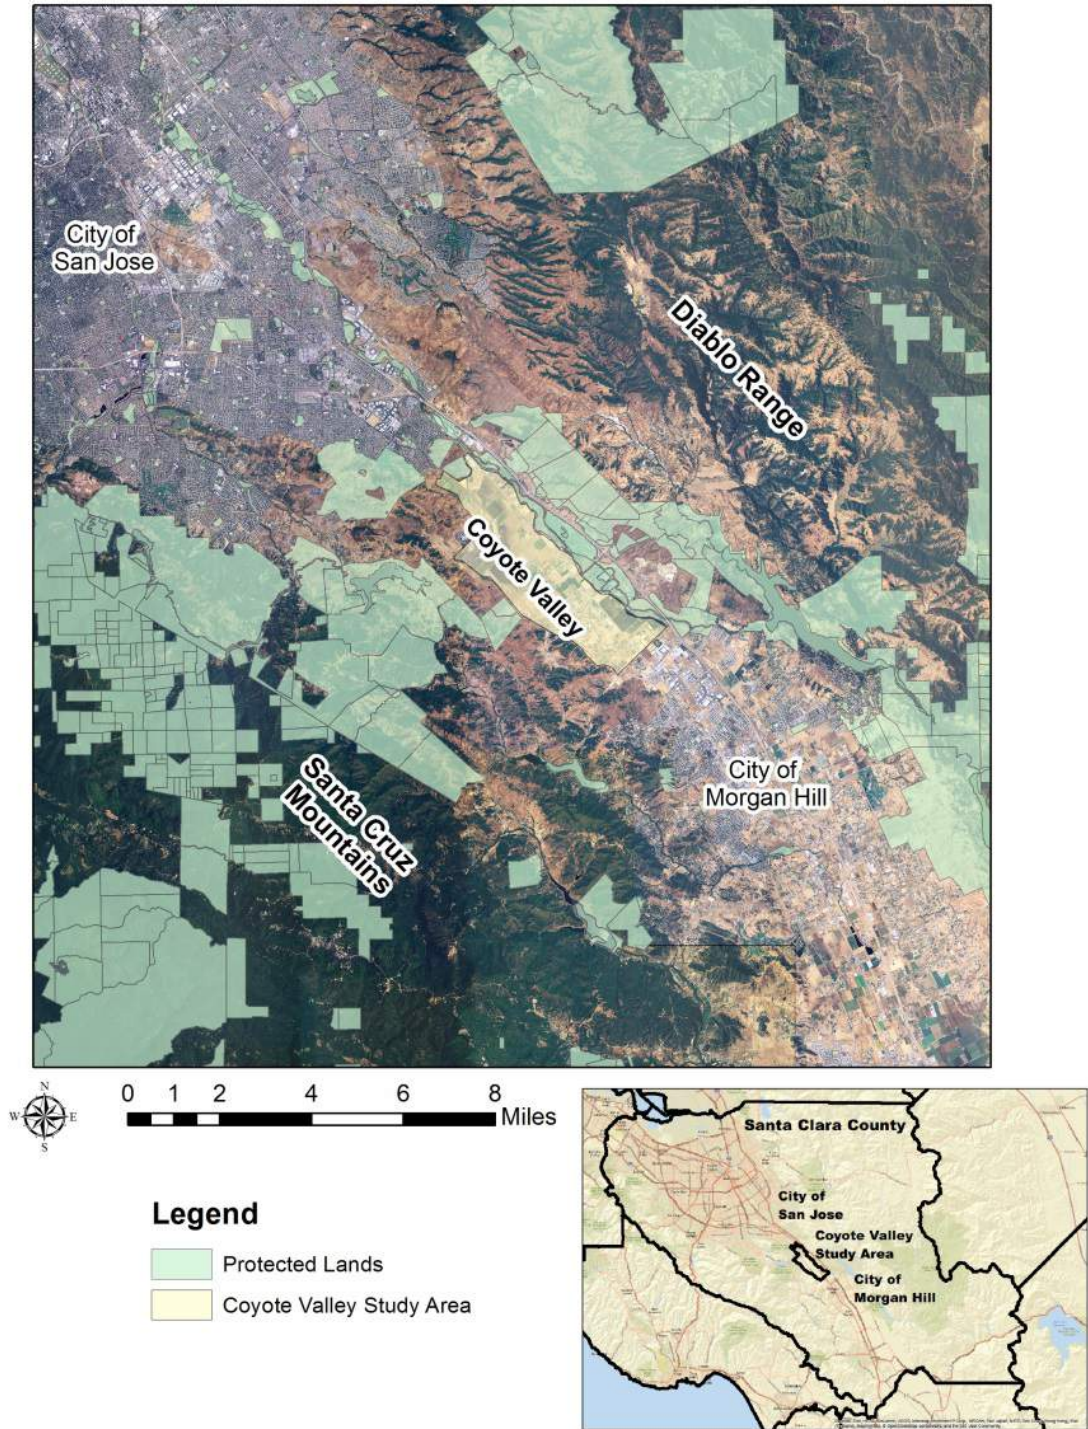 City of
San Jose
Diablo Range
Coyote Valley
City of
Morgan Hill
Santa Cruz
Mountains
N
W
E
S
0 1 2 4 6 8
Miles
Legend
Protected Lands
Coyote Valley Study Area
Santa Clara County
City of
San Jose
Coyote Valley
Study Area
City of
Morgan Hill